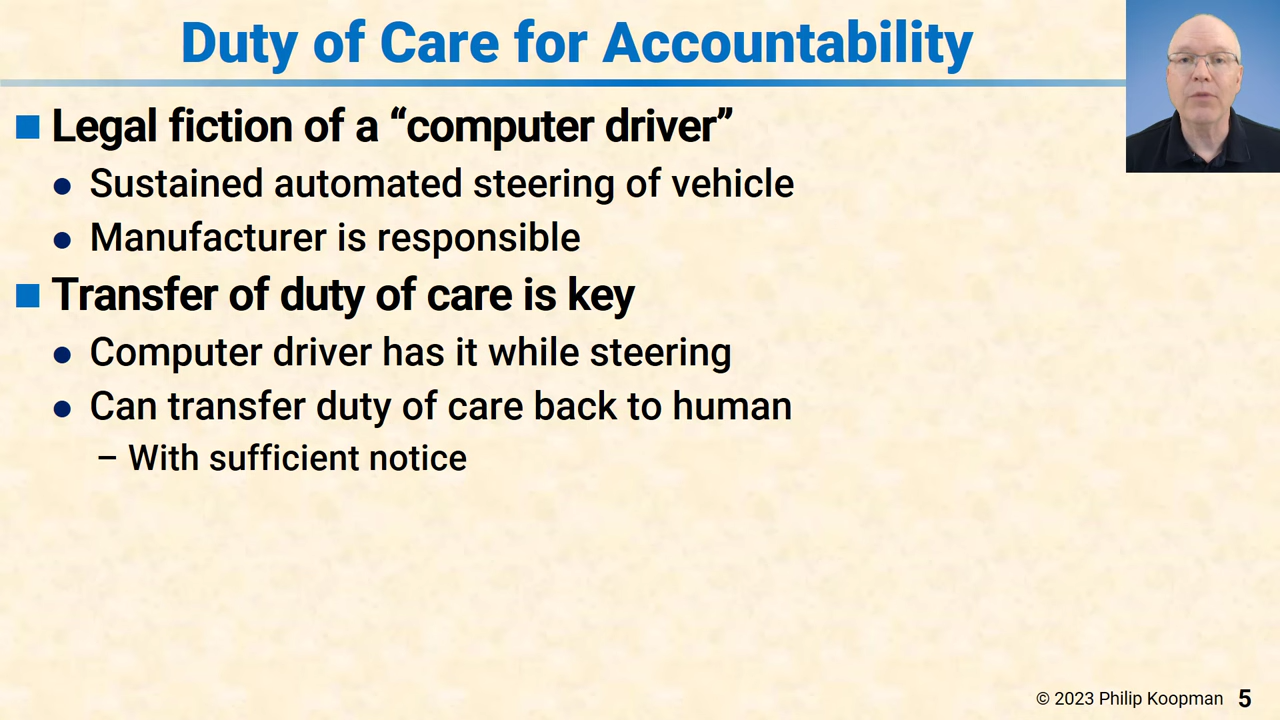 Duty of Care for Accountability
Legal fiction of a “computer driver”
Sustained automated steering of vehicle
Manufacturer is responsible
Transfer of duty of care is key
Computer driver has it while steering
Can transfer duty of care back to human
– With sufficient notice
© 2023 Philip Koopman 5